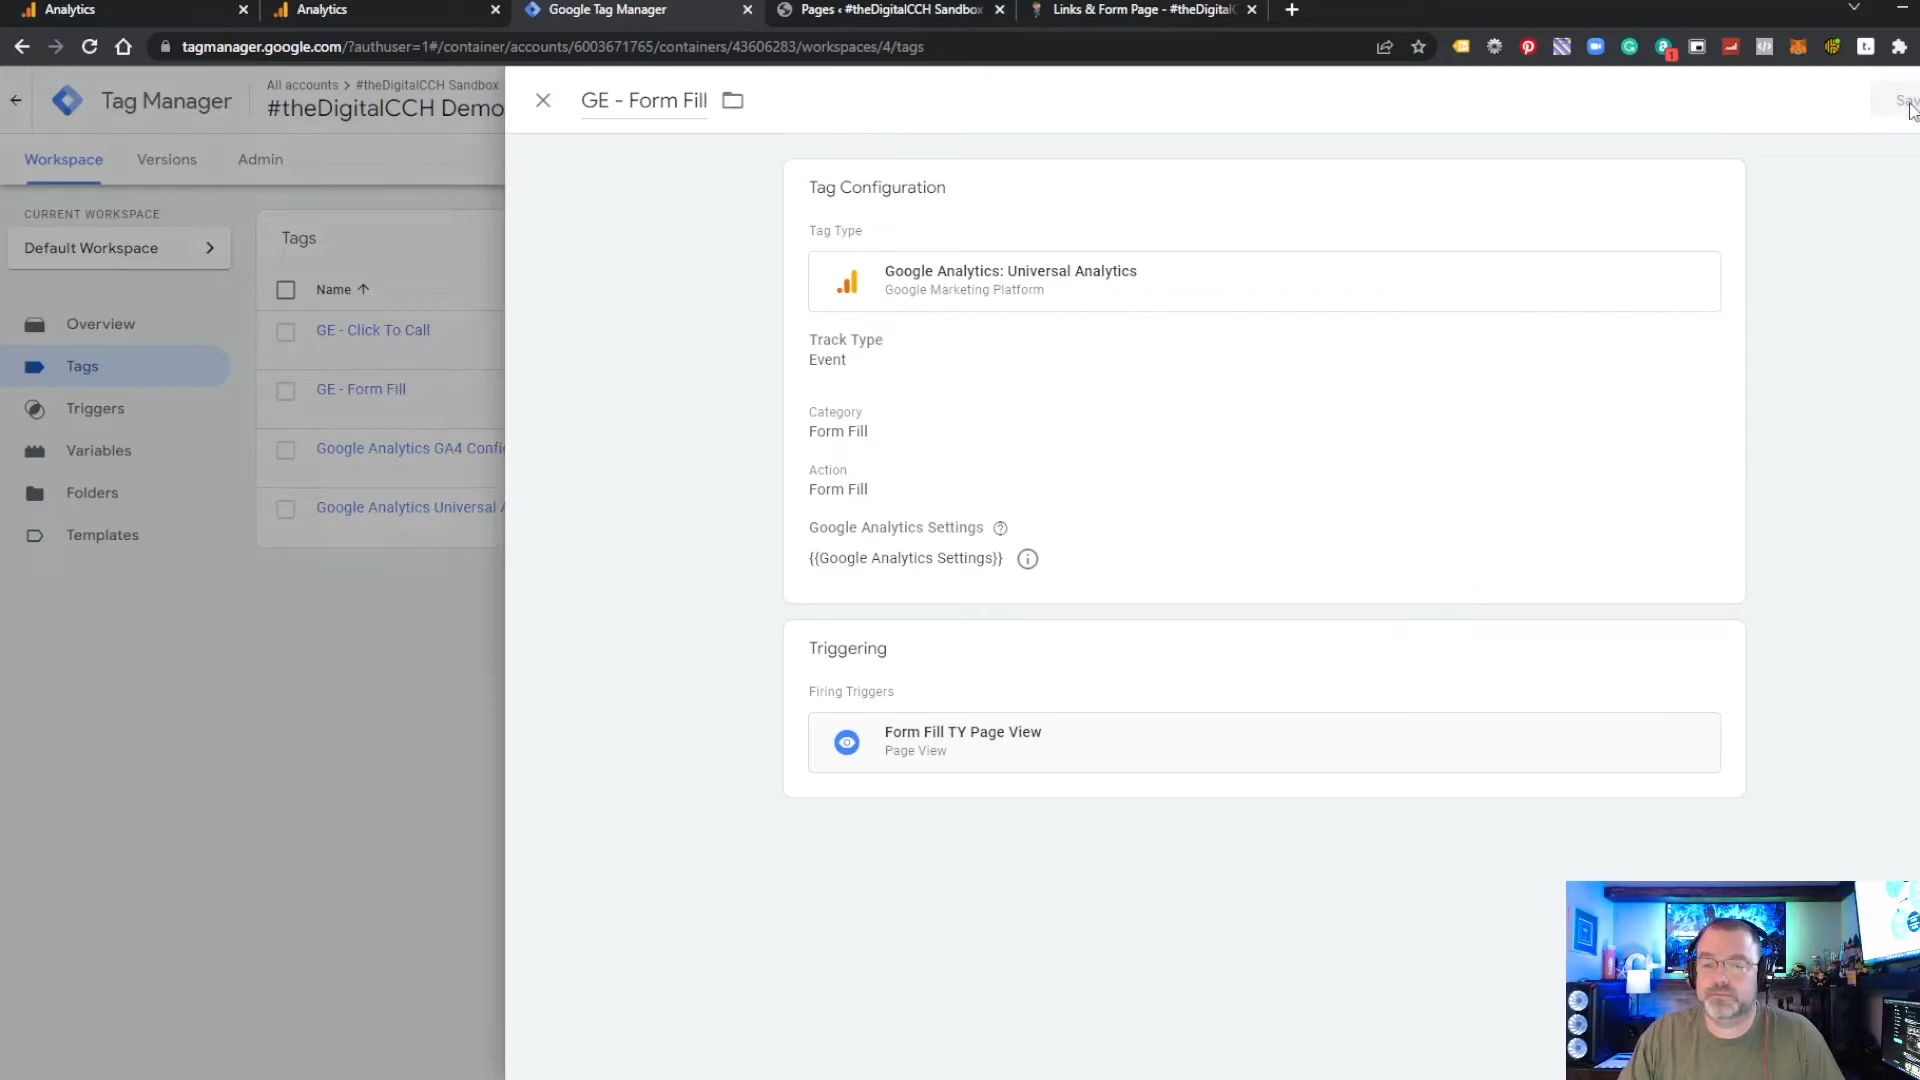 Analytics
Analytics
Google Tag Manager
Pages ‹ #theDigitalCCH Sandbox
Links & Form Page - #theDigital
tagmanager.google.com/?authuser=1#/container/accounts/6003671765/containers/43606283/workspaces/4/tags
Tag Manager
All accounts > #theDigitalCCH Sandbox
#theDigitalCCH Demo
GE - Form Fill
Sav
Workspace
Versions
Admin
CURRENT WORKSPACE
Default Workspace
Overview
Tags
Triggers
Variables
Folders
Templates
Tags
Name
GE - Click To Call
GE - Form Fill
Google Analytics GA4 Confi
Google Analytics Universal A
Tag Configuration
Tag Type
Google Analytics: Universal Analytics
Google Marketing Platform
Track Type
Event
Category
Form Fill
Action
Form Fill
Google Analytics Settings
{{Google Analytics Settings}}
Triggering
Firing Triggers
Form Fill TY Page View
Page View